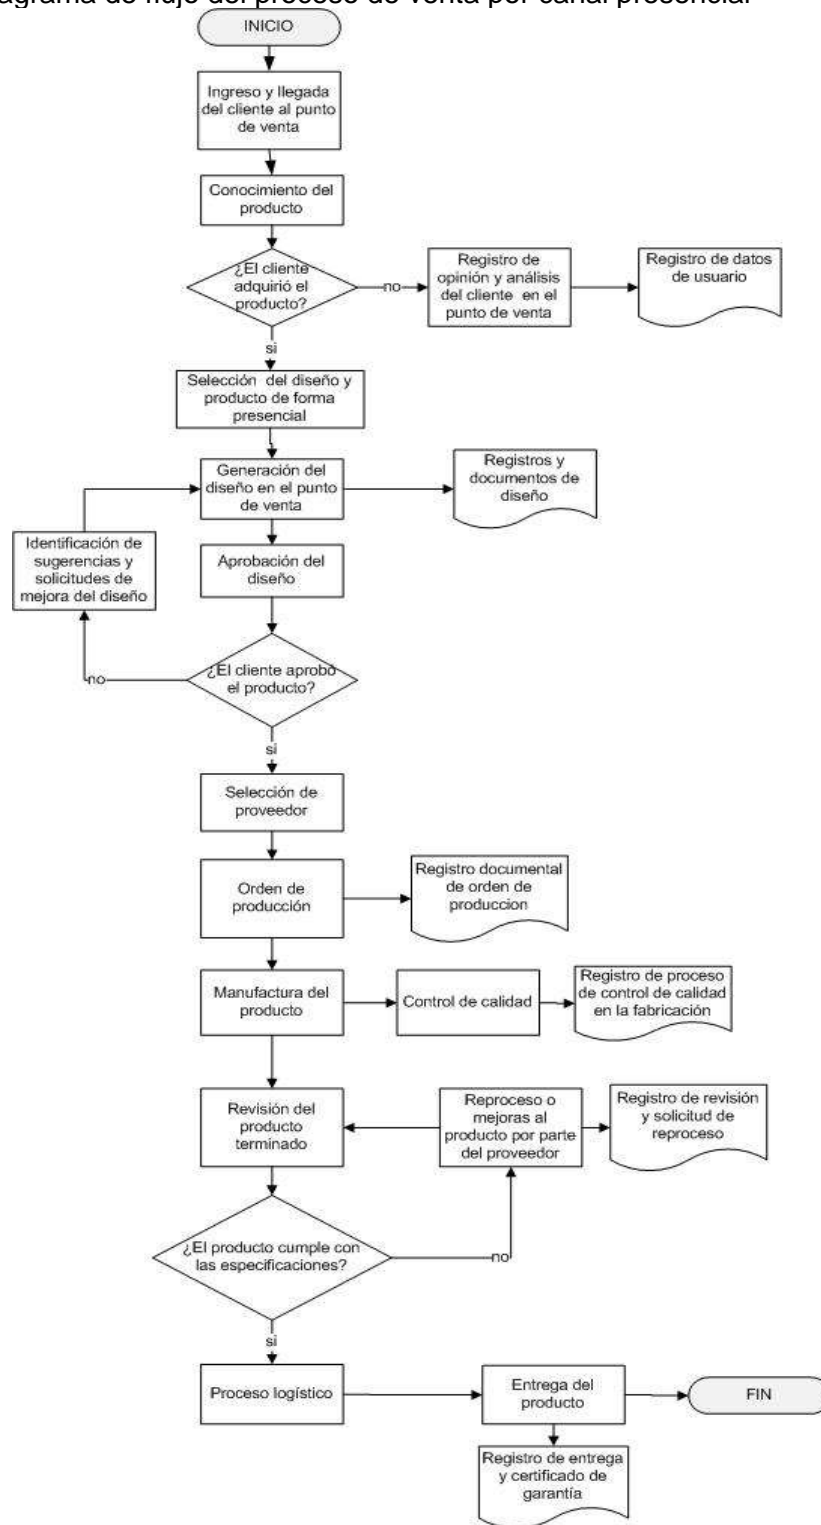 agrama de flujo del proceso de venta por canal presencial
INICIO
Ingreso y llegada
del cliente al punto
de venta
Conocimiento del
producto
¿El cliente
adquirió el
producto?
no
Registro de
opinión y análisis
del cliente en el
punto de venta
Registro de datos
de usuario
si
Selección del diseño y
producto de forma
presencial
Generación del
diseño en el punto
de venta
Registros y
documentos de
diseño
Identificación de
sugerencias y
solicitudes de
mejora del diseño
Aprobación del
diseño
¿El cliente aprobó
el producto?
no
si
Selección de
proveedor
Orden de
producción
Registro documental
de orden de
produccion
Manufactura del
producto
Control de calidad
Registro de proceso
de control de calidad
en la fabricación
Revisión del
producto
terminado
Reproceso o
mejoras al
producto por parte
del proveedor
Registro de revisión
y solicitud de
reproceso
¿El producto cumple con
las especificaciones?
no
si
Proceso logístico
Entrega del
producto
FIN
Registro de entrega
y certificado de
garantía